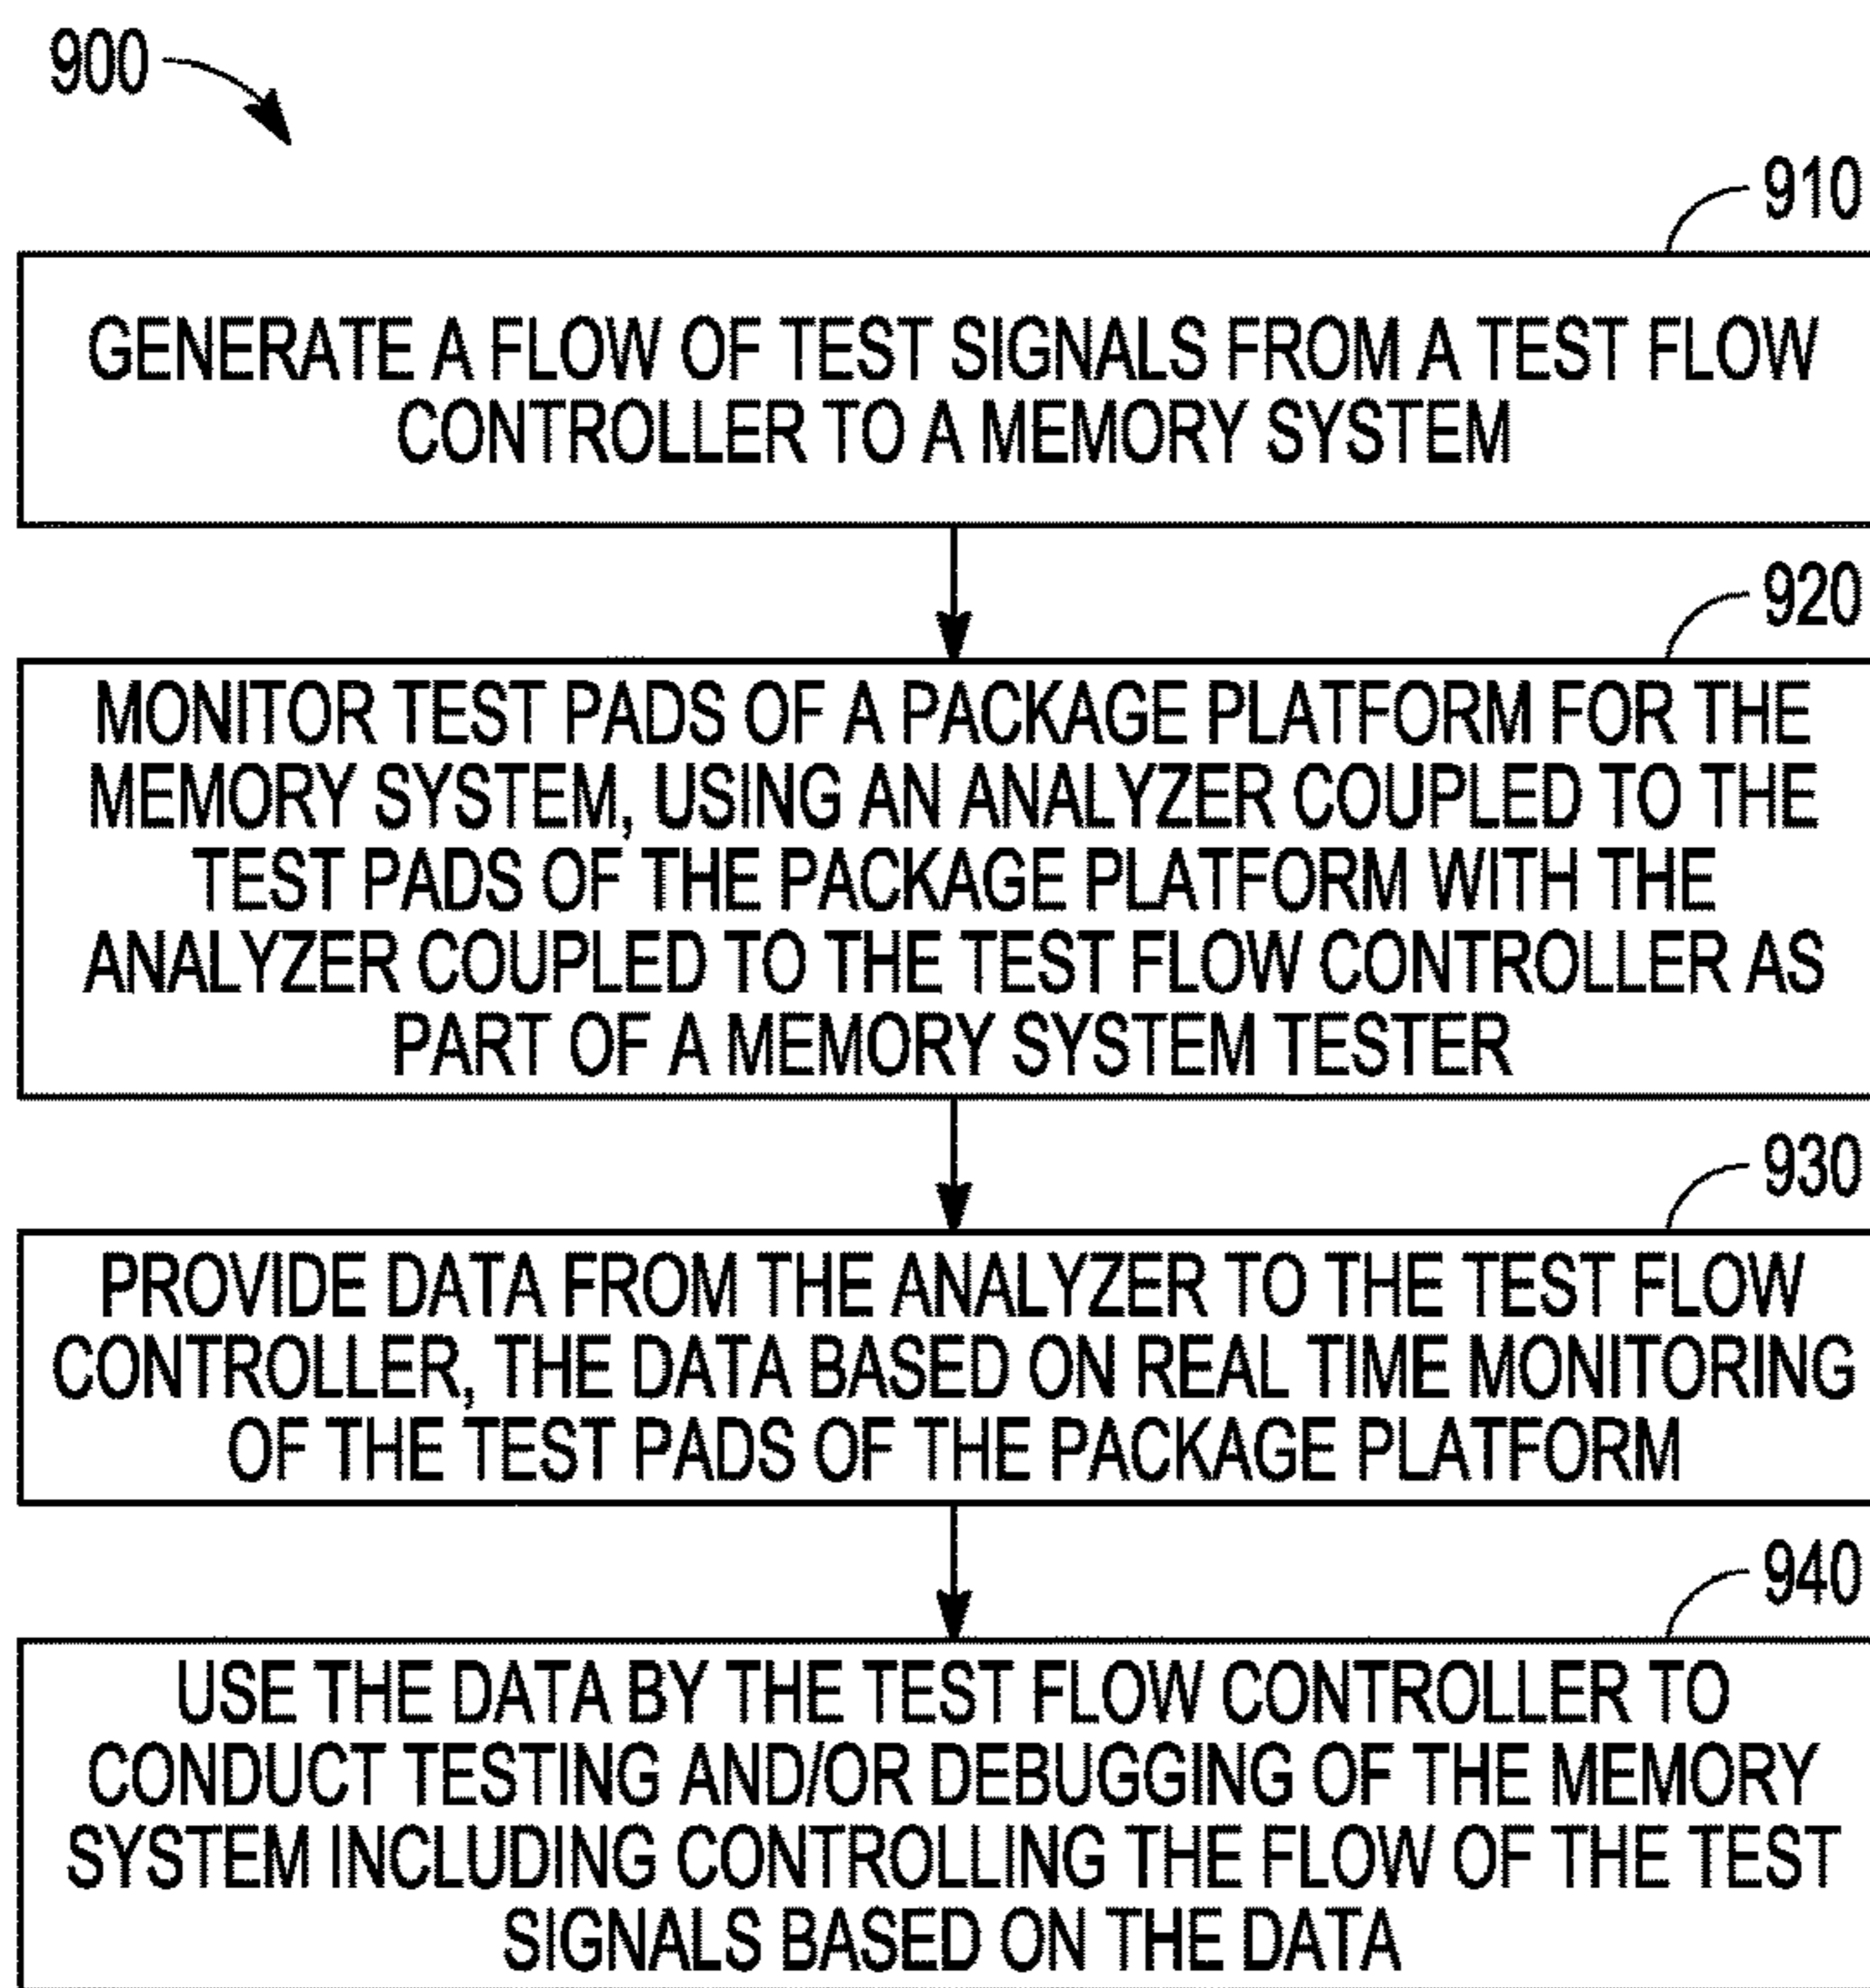 900
910
GENERATE A FLOW OF TEST SIGNALS FROM A TEST FLOW
CONTROLLER TO A MEMORY SYSTEM
920
MONITOR TEST PADS OF A PACKAGE PLATFORM FOR THE
MEMORY SYSTEM, USING AN ANALYZER COUPLED TO THE
TEST PADS OF THE PACKAGE PLATFORM WITH THE
ANALYZER COUPLED TO THE TEST FLOW CONTROLLER AS
PART OF A MEMORY SYSTEM TESTER
930
PROVIDE DATA FROM THE ANALYZER TO THE TEST FLOW
CONTROLLER, THE DATA BASED ON REAL TIME MONITORING
OF THE TEST PADS OF THE PACKAGE PLATFORM
940
USE THE DATA BY THE TEST FLOW CONTROLLER TO
CONDUCT TESTING AND/OR DEBUGGING OF THE MEMORY
SYSTEM INCLUDING CONTROLLING THE FLOW OF THE TEST
SIGNALS BASED ON THE DATA